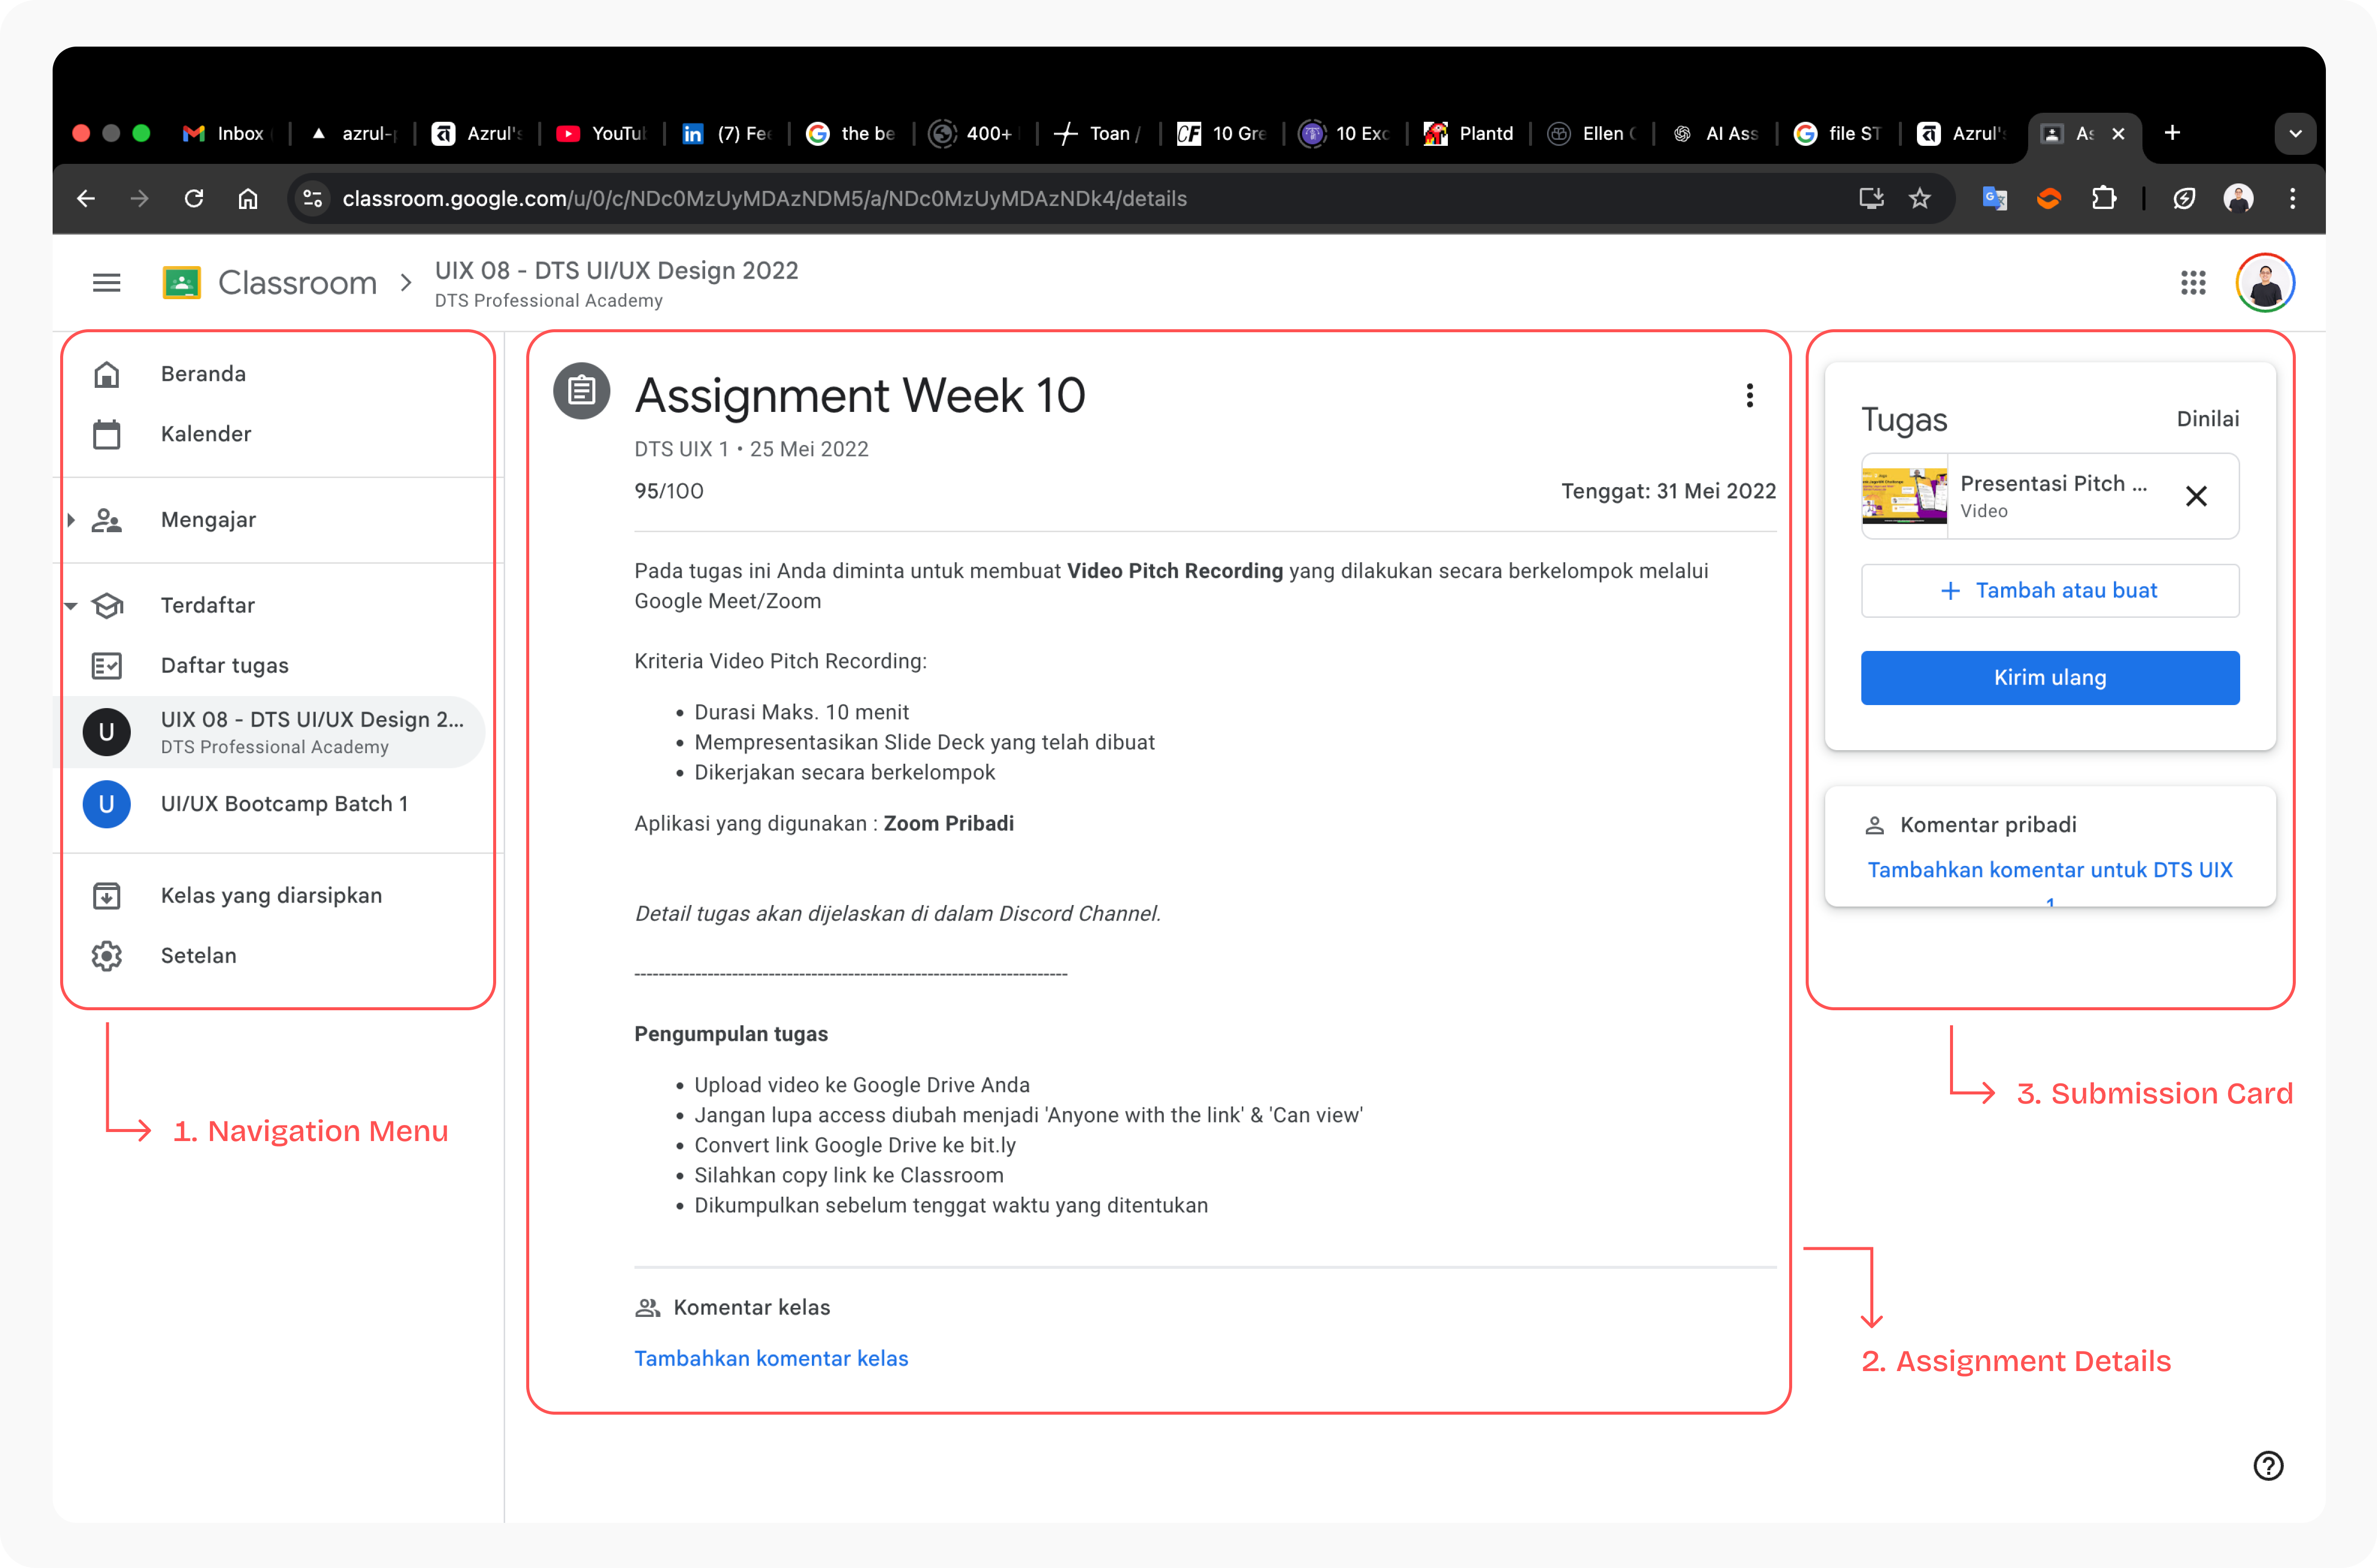 Inbox
azrul-
Azrul's
YouTu
(7) Fe
the be
400+
Toan /
10 Gre
10 Exc
Plantd
Ellen
AI Ass
file ST
Azrul's
As
classroom.google.com/u/0/c/NDc0MzUyMDAzNDM5/a/NDc0MzUyMDAzNDk4/details
Classroom
UIX 08 - DTS UI/UX Design 2022
DTS Professional Academy
Beranda
Kalender
Mengajar
Terdaftar
Daftar tugas
U
UIX 08 - DTS UI/UX Design 2...
DTS Professional Academy
U
UI/UX Bootcamp Batch 1
Kelas yang diarsipkan
Setelan
1. Navigation Menu
Assignment Week 10
DTS UIX 1 • 25 Mei 2022
95/100
Tenggat: 31 Mei 2022
Pada tugas ini Anda diminta untuk membuat Video Pitch Recording yang dilakukan secara berkelompok melalui
Google Meet/Zoom
Kriteria Video Pitch Recording:
• Durasi Maks. 10 menit
• Mempresentasikan Slide Deck yang telah dibuat
• Dikerjakan secara berkelompok
Aplikasi yang digunakan : Zoom Pribadi
Detail tugas akan dijelaskan di dalam Discord Channel.
------------------------------------------------------------------------
Pengumpulan tugas
• Upload video ke Google Drive Anda
• Jangan lupa access diubah menjadi 'Anyone with the link' & 'Can view'
• Convert link Google Drive ke bit.ly
• Silahkan copy link ke Classroom
• Dikumpulkan sebelum tenggat waktu yang ditentukan
Komentar kelas
Tambahkan komentar kelas
2. Assignment Details
Tugas
Dinilai
Presentasi Pitch ...
Video
+ Tambah atau buat
Kirim ulang
Komentar pribadi
Tambahkan komentar untuk DTS UIX
1
3. Submission Card